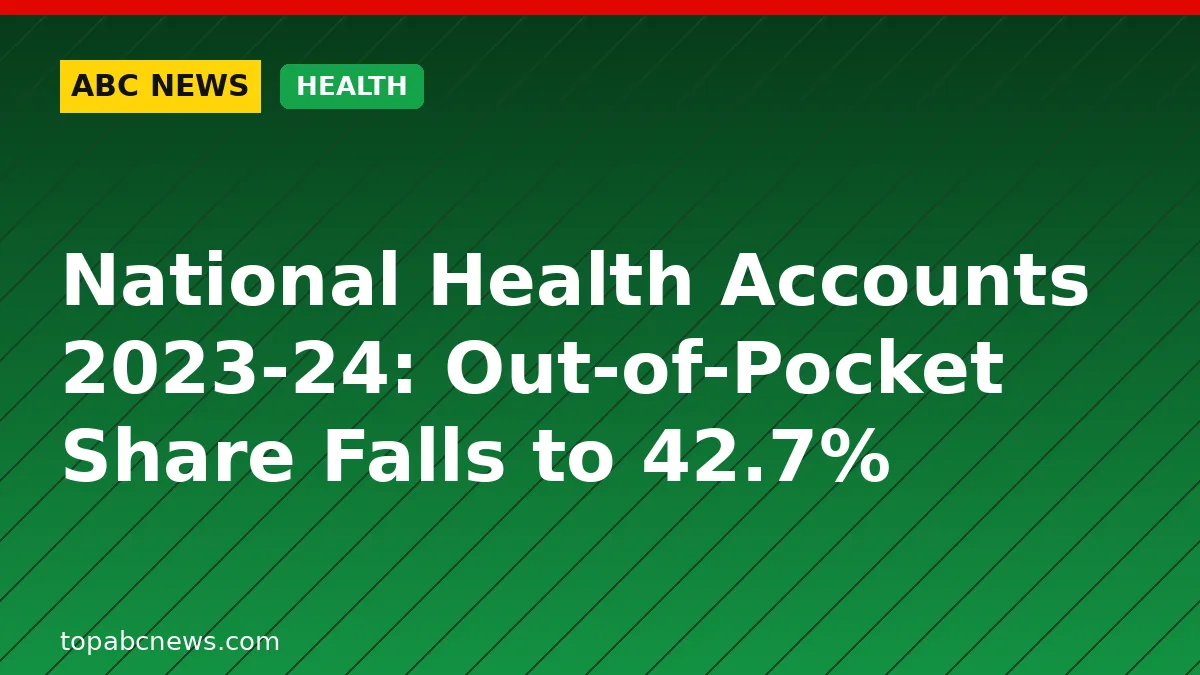 ABC NEWS
HEALTH
National Health Accounts
2023-24: Out-of-Pocket
Share Falls to 42.7%
topabcnews.com